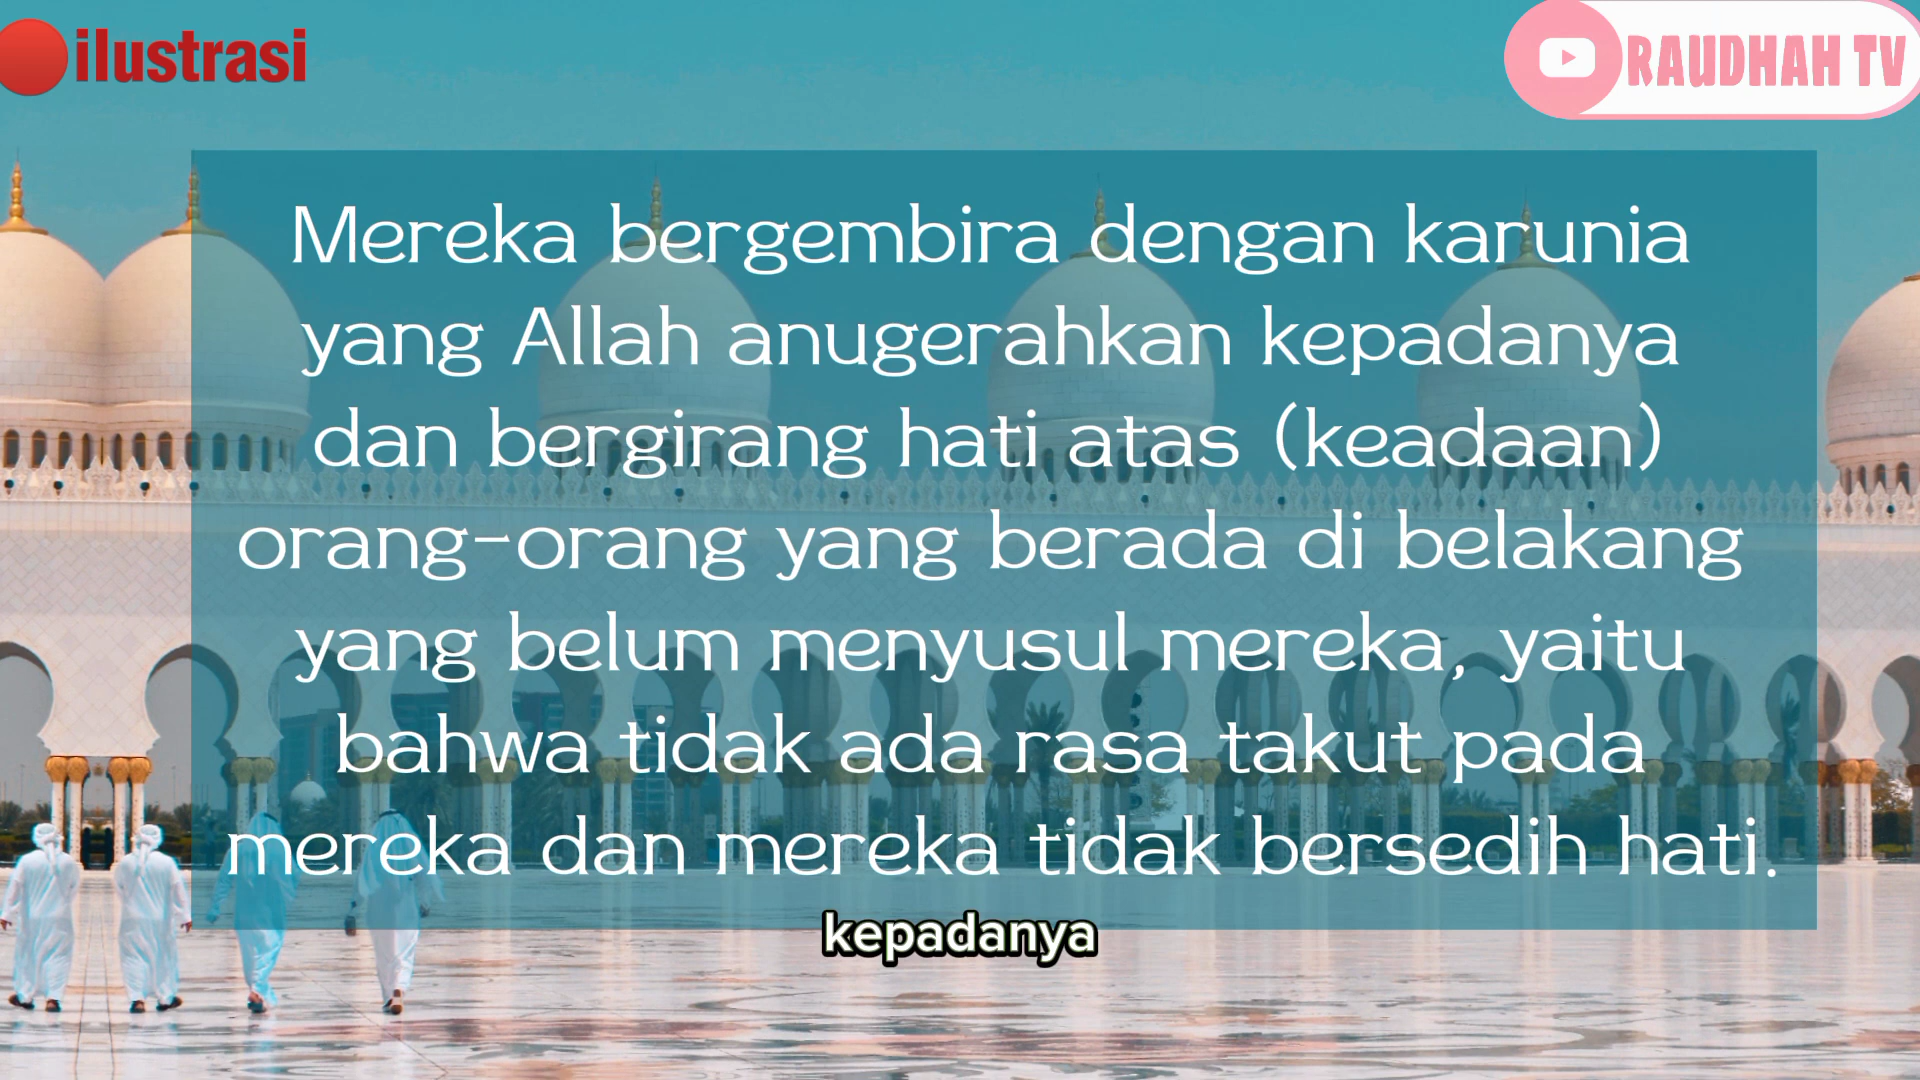 ilustrasi
RAUDHAH TV
Mereka bergembira dengan karunia
yang Allah anugerahkan kepadanya
dan bergirang hati atas (keadaan)
orang-orang yang berada di belakang
yang belum menyusul mereka, yaitu
bahwa tidak ada rasa takut pada
mereka dan mereka tidak bersedih hati.
kepadanya